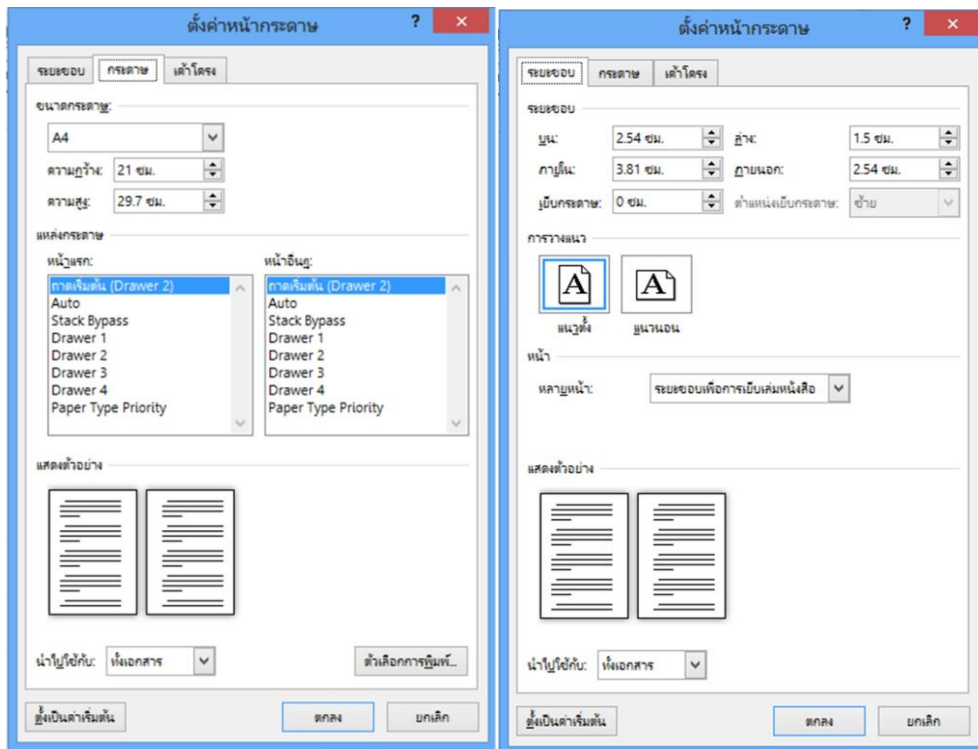 ตั้งค่าหน้ากระดาษ ?
ระยะขอบ กระดาษ เค้าโครง
ขนาดกระดาษ:
A4
ความกว้าง: 21 ซม.
ความสูง: 29.7 ซม.
แหล่งกระดาษ
หน้าแรก: หน้าอื่นๆ:
ถาดเริ่มต้น (Drawer 2) ถาดเริ่มต้น (Drawer 2)
Auto Auto
Stack Bypass Stack Bypass
Drawer 1 Drawer 1
Drawer 2 Drawer 2
Drawer 3 Drawer 3
Drawer 4 Drawer 4
Paper Type Priority Paper Type Priority
แสดงตัวอย่าง
นำไปใช้กับ: ทั้งเอกสาร ตัวเลือกการพิมพ์...
ตั้งเป็นค่าเริ่มต้น ตกลง ยกเลิก
ตั้งค่าหน้ากระดาษ ?
ระยะขอบ กระดาษ เค้าโครง
ระยะขอบ
บน: 2.54 ซม. ล่าง: 1.5 ซม.
ภายใน: 3.81 ซม. ภายนอก: 2.54 ซม.
เย็บกระดาษ: 0 ซม. ตำแหน่งเย็บกระดาษ: ซ้าย
การวางแนว
A A
แนวตั้ง แนวนอน
หน้า
หลายหน้า: ระยะขอบเพื่อการเย็บเล่มหนังสือ
แสดงตัวอย่าง
นำไปใช้กับ: ทั้งเอกสาร
ตั้งเป็นค่าเริ่มต้น ตกลง ยกเลิก